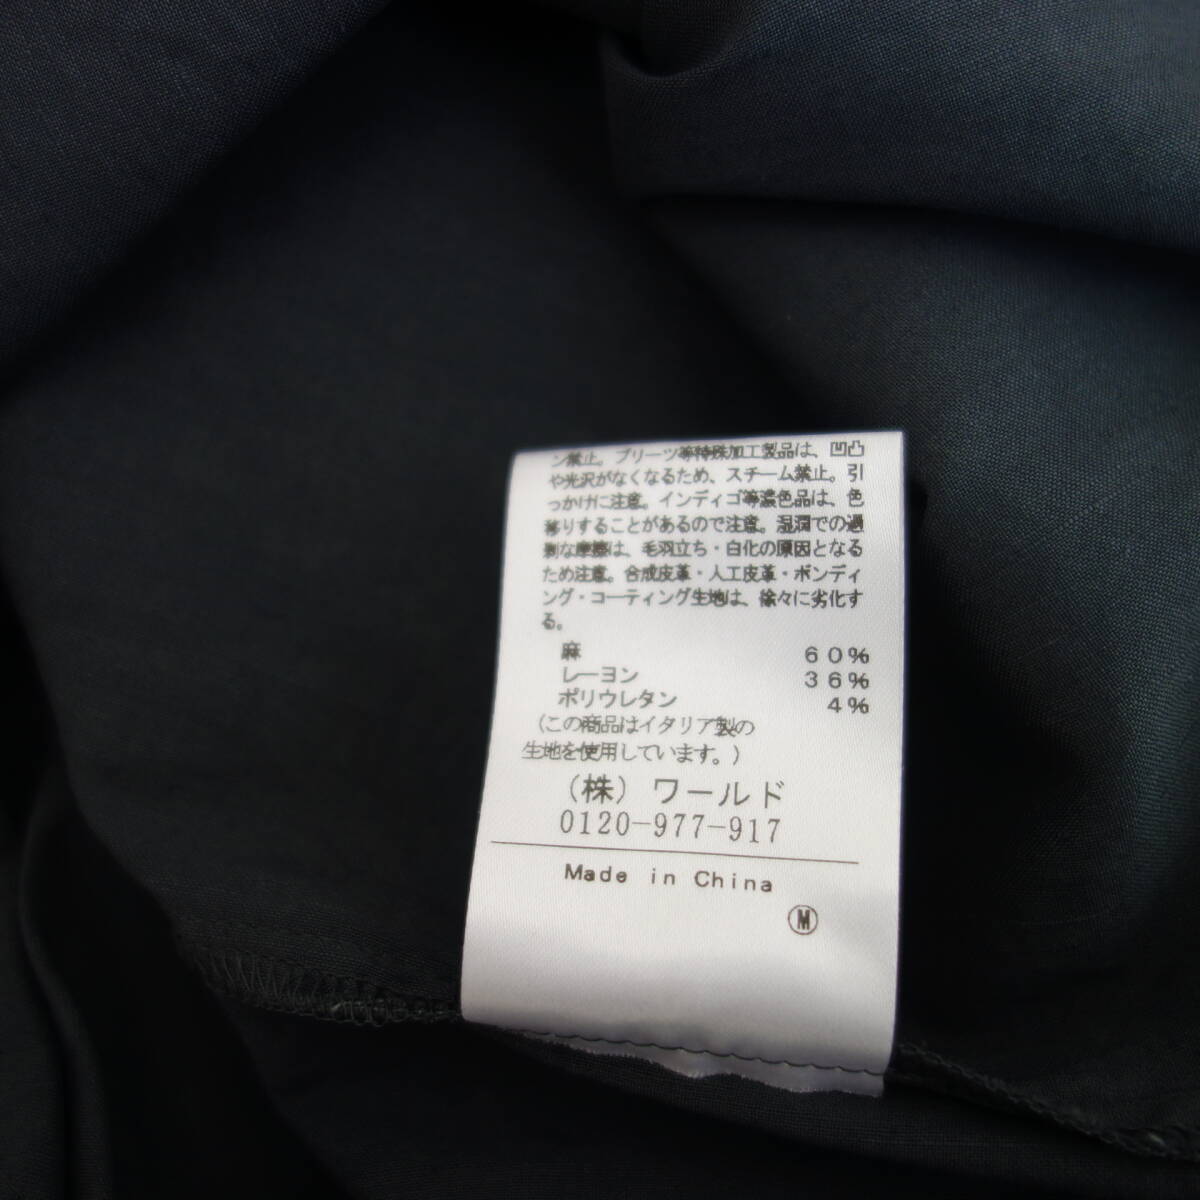 ン禁止。プリーツ等特殊加工製品は、凹凸
や光沢がなくなるため、スチーム禁止。引
っかけに注意。インディゴ等濃色品は、色
移りすることがあるので注意。湿潤での過
剰な摩擦は、毛羽立ち・白化の原因となる
ため注意。合成皮革・人工皮革・ボンディ
ング・コーティング生地は、徐々に劣化す
る。
麻 60%
レーヨン 36%
ポリウレタン 4%
(この商品はイタリア製の
生地を使用しています。)
(株) ワールド
0120-977-917
Made in China
M